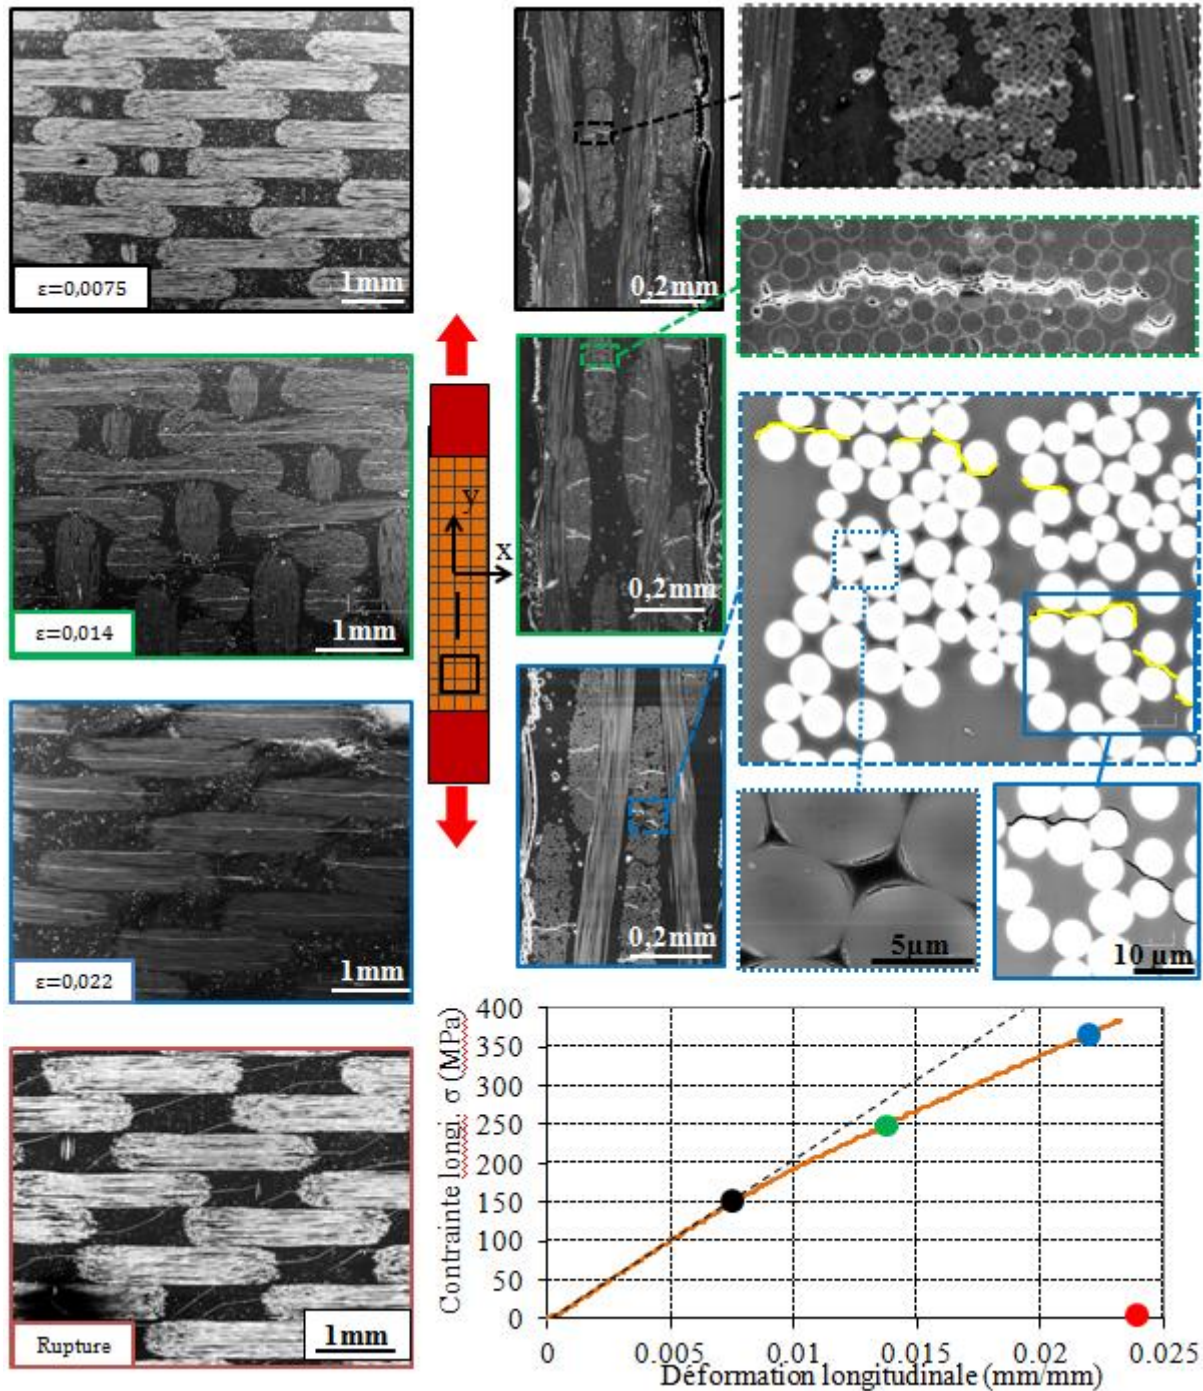 ε=0,0075
1mm
0,2mm
ε=0,014
1mm
y
x
0,2mm
ε=0,022
1mm
0,2mm
5μm
10 μm
Rupture
1mm
Contrainte longi. σ (MPa)
400
350
300
250
200
150
100
50
0
0
0.005
0.01
0.015
0.02
0.025
Déformation longitudinale (mm/mm)